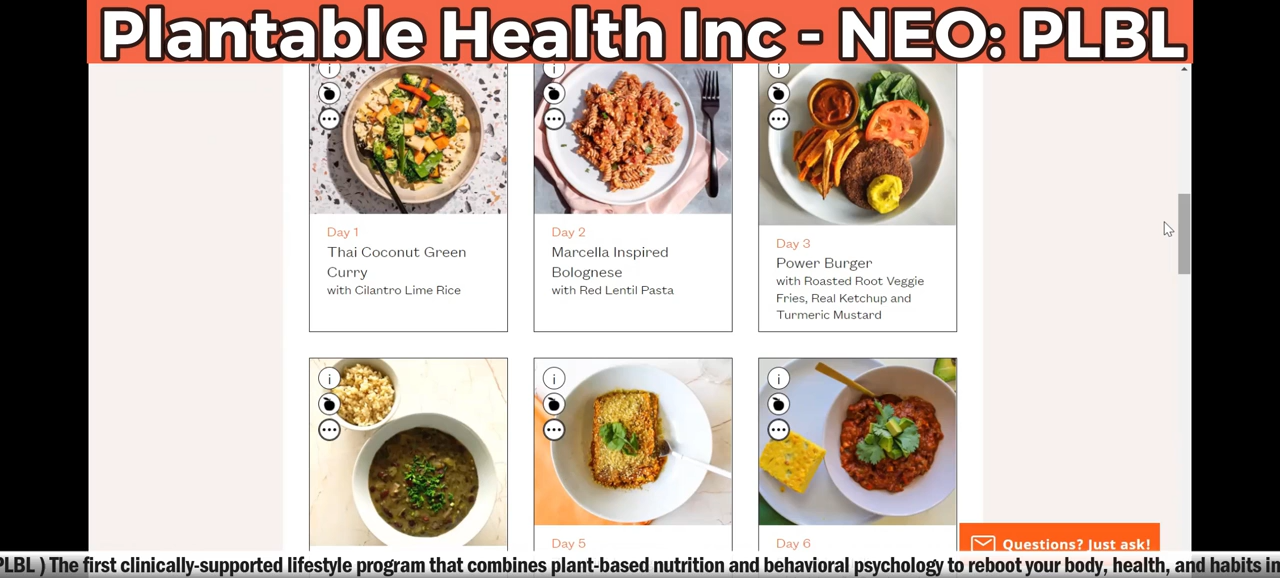 Plantable Health Inc - NEO: PLBL
Day 1
Thai Coconut Green
Curry
with Cilantro Lime Rice
Day 2
Marcella Inspired
Bolognese
with Red Lentil Pasta
Day 3
Power Burger
with Roasted Root Veggie
Fries, Real Ketchup and
Turmeric Mustard
Day 5
Day 6
Questions? Just ask!
PLBL ) The first clinically-supported lifestyle program that combines plant-based nutrition and behavioral psychology to reboot your body, health, and habits in